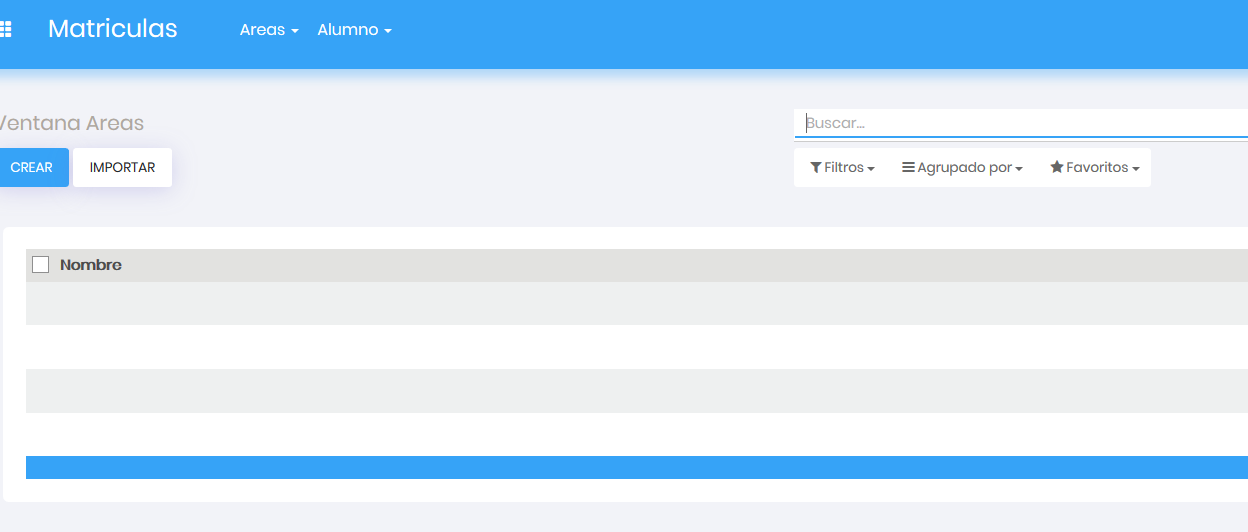 Matriculas Areas Alumno
Ventana Areas
Buscar...
CREAR IMPORTAR
Filtros Agrupado por Favoritos
Nombre